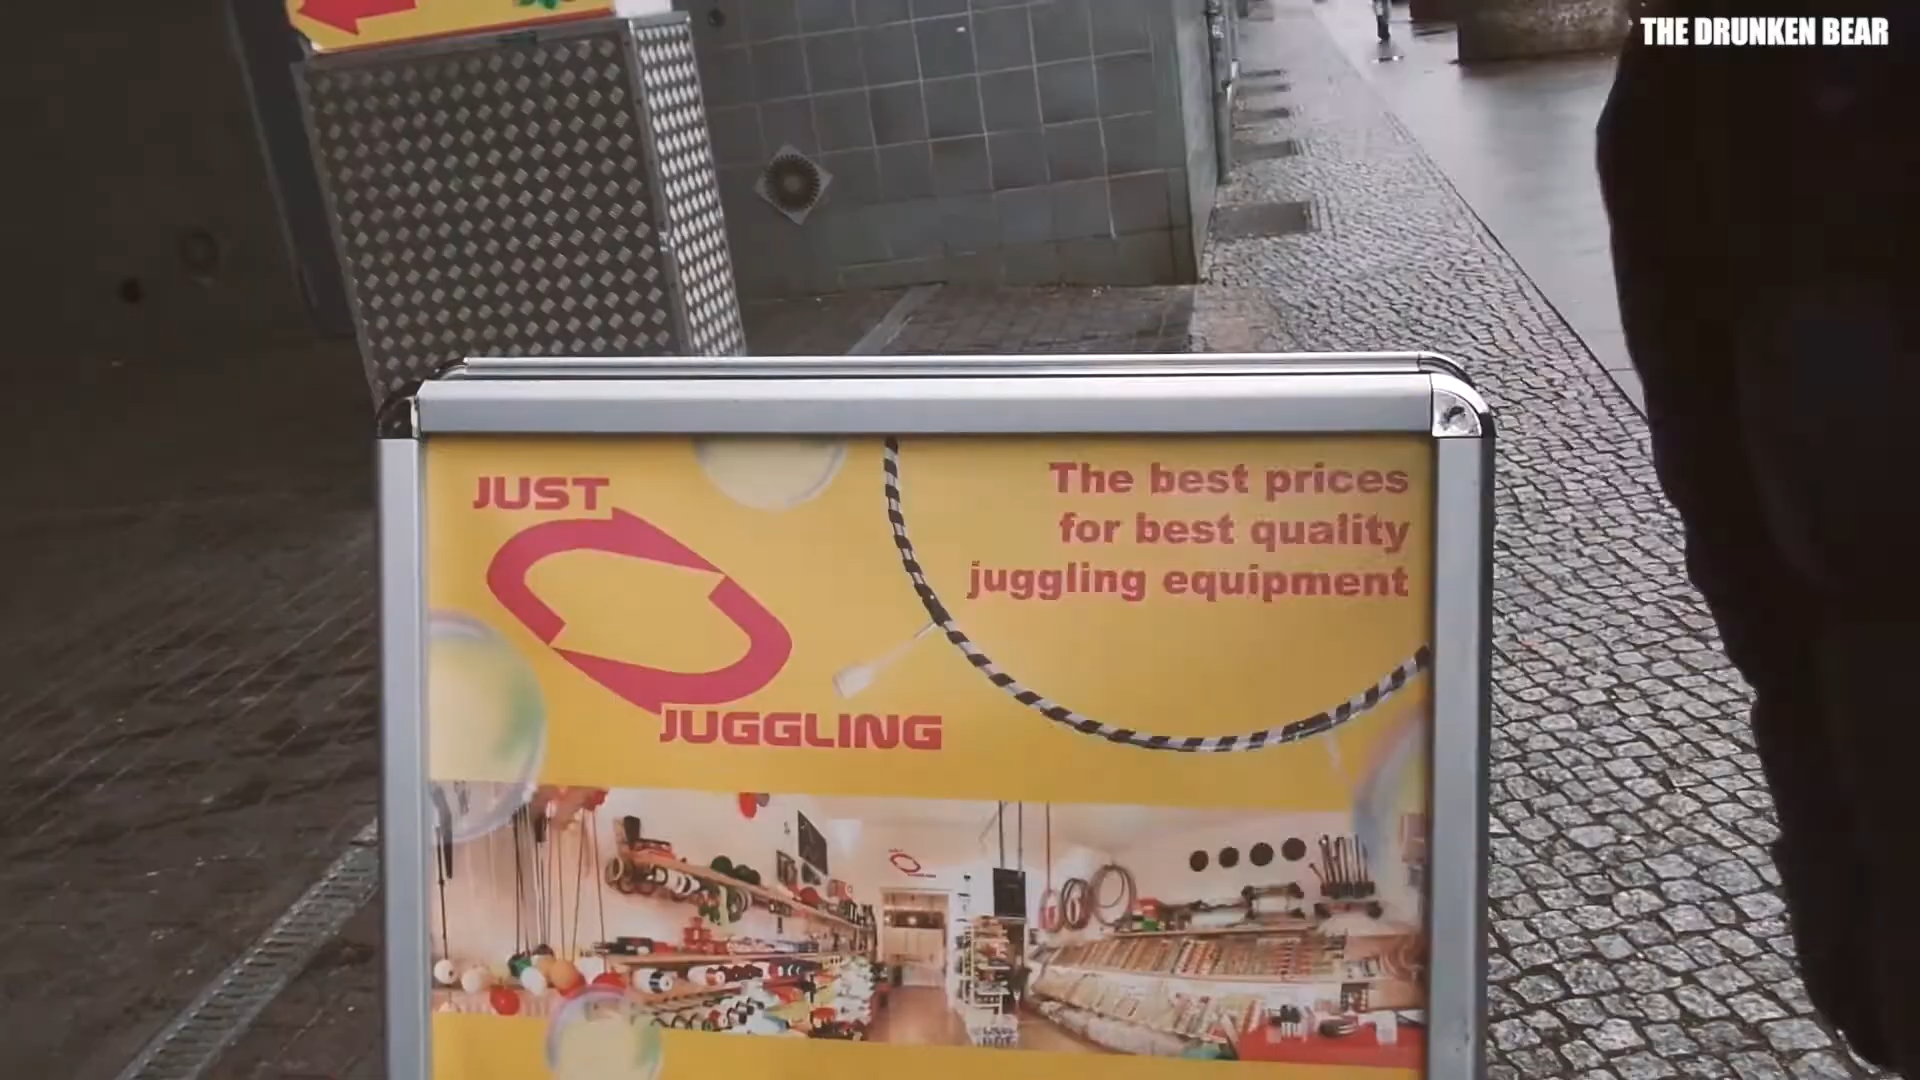 THE DRUNKEN BEAR
JUST
JUGGLING
The best prices
for best quality
juggling equipment